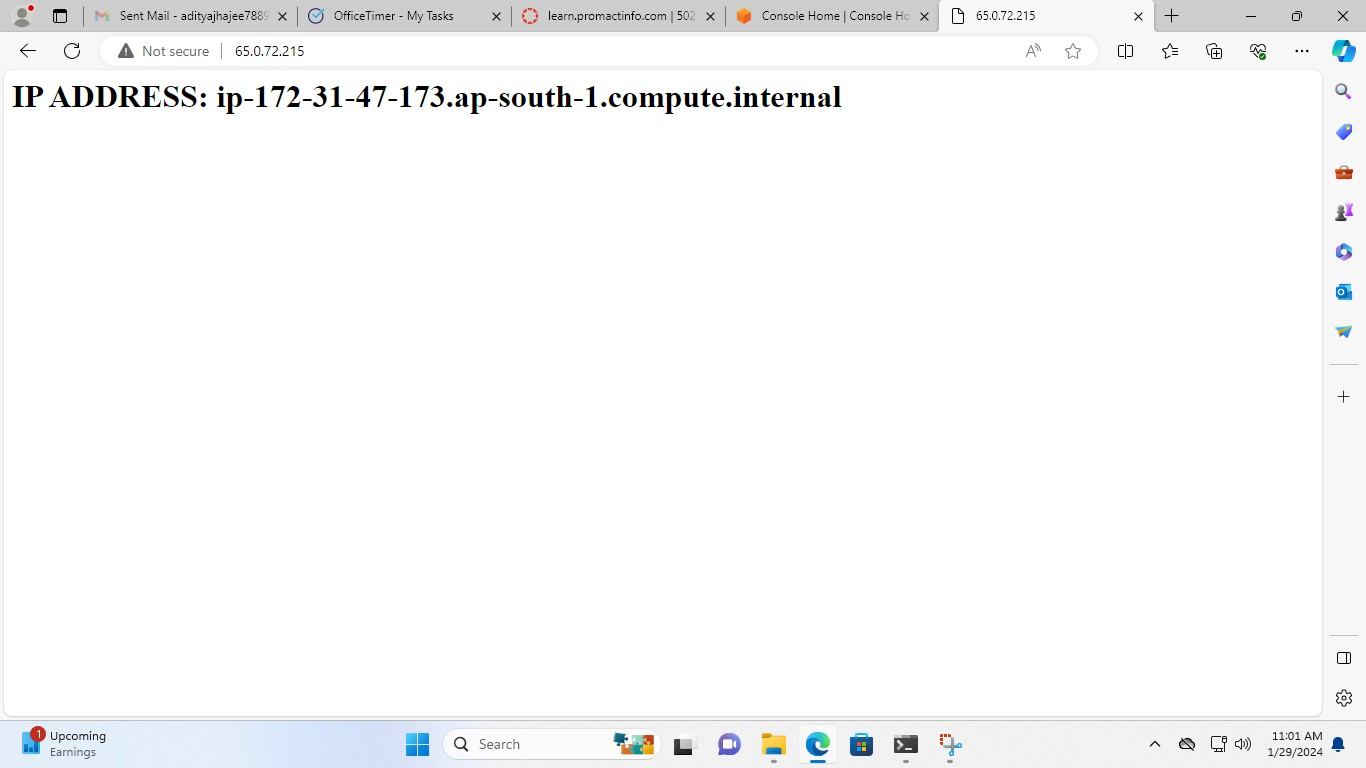 Sent Mail - adityajhajee7889
OfficeTimer - My Tasks
learn.promactinfo.com | 502
Console Home | Console Ho
65.0.72.215
Not secure
65.0.72.215
IP ADDRESS: ip-172-31-47-173.ap-south-1.compute.internal
1
Upcoming
Earnings
Search
11:01 AM
1/29/2024